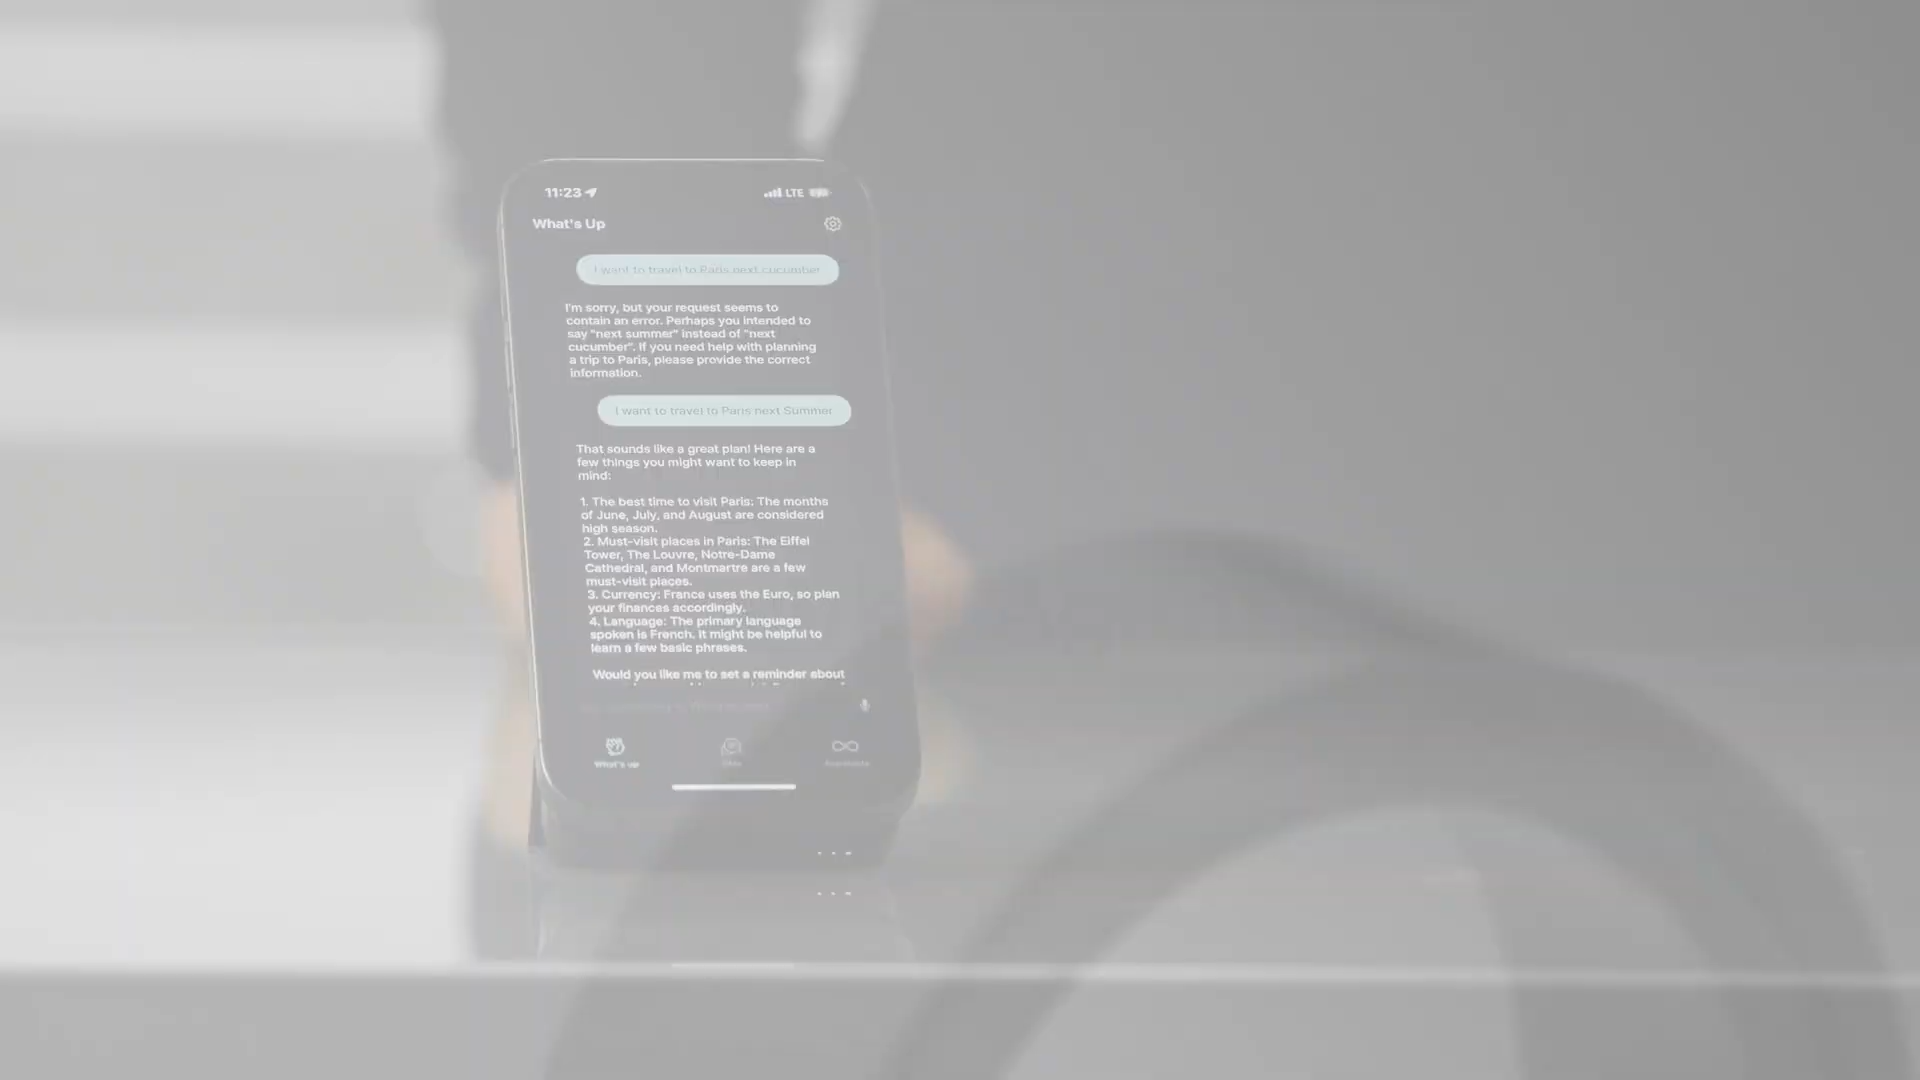 11:23
LTE
What's Up
I want to travel to Paris next cucumber
I'm sorry, but your request seems to
contain an error. Perhaps you intended to
say "next summer" instead of "next
cucumber". If you need help with planning
a trip to Paris, please provide the correct
information.
I want to travel to Paris next Summer
That sounds like a great plan! Here are a
few things you might want to keep in
mind:
1. The best time to visit Paris: The months
of June, July, and August are considered
high season.
2. Must-visit places in Paris: The Eiffel
Tower, The Louvre, Notre-Dame
Cathedral, and Montmartre are a few
must-visit places.
3. Currency: France uses the Euro, so plan
your finances accordingly.
4. Language: The primary language
spoken is French. It might be helpful to
learn a few basic phrases.
Would you like me to set a reminder about
What's up